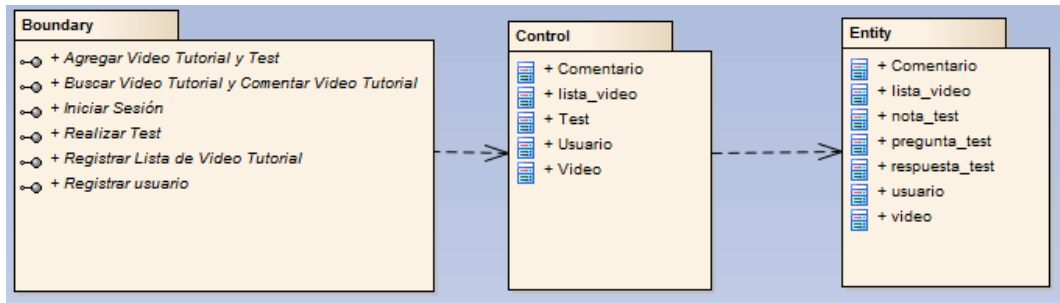 Boundary
+ Agregar Video Tutorial y Test
+ Buscar Video Tutorial y Comentar Video Tutorial
+ Iniciar Sesión
+ Realizar Test
+ Registrar Lista de Video Tutorial
+ Registrar usuario
Control
+ Comentario
+ lista_video
+ Test
+ Usuario
+ Video
Entity
+ Comentario
+ lista_video
+ nota_test
+ pregunta_test
+ respuesta_test
+ usuario
+ video